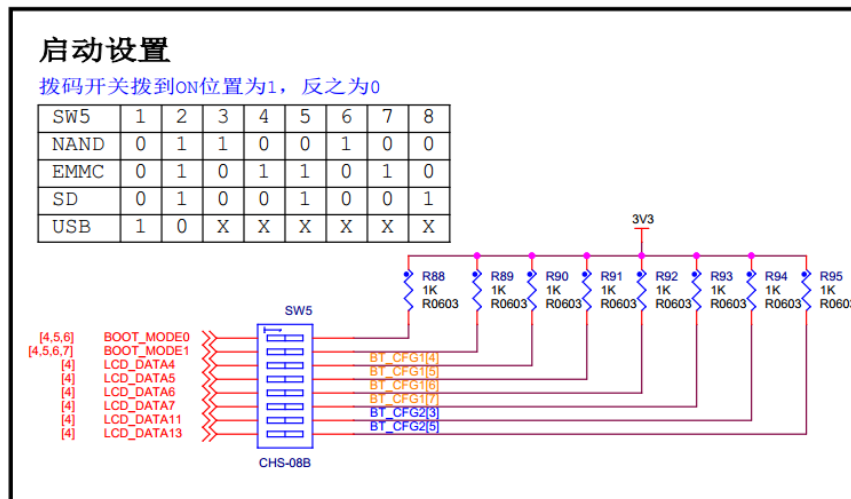 启动设置
拨码开关拨到ON位置为1，反之为0
SW5 1 2 3 4 5 6 7 8
NAND 0 1 1 0 0 1 0 0
EMMC 0 1 0 1 1 0 1 0
SD 0 1 0 0 1 0 0 1
USB 1 0 X X X X X X
3V3
R88 R89 R90 R91 R92 R93 R94 R95
1K 1K 1K 1K 1K 1K 1K 1K
R0603 R0603 R0603 R0603 R0603 R0603 R0603 R0603
SW5
[4,5,6] BOOT_MODE0
[4,5,6,7] BOOT_MODE1
[4] LCD_DATA4 BT_CFG1[4]
[4] LCD_DATA5 BT_CFG1[5]
[4] LCD_DATA6 BT_CFG1[6]
[4] LCD_DATA7 BT_CFG1[7]
[4] LCD_DATA11 BT_CFG2[3]
[4] LCD_DATA13 BT_CFG2[5]
CHS-08B